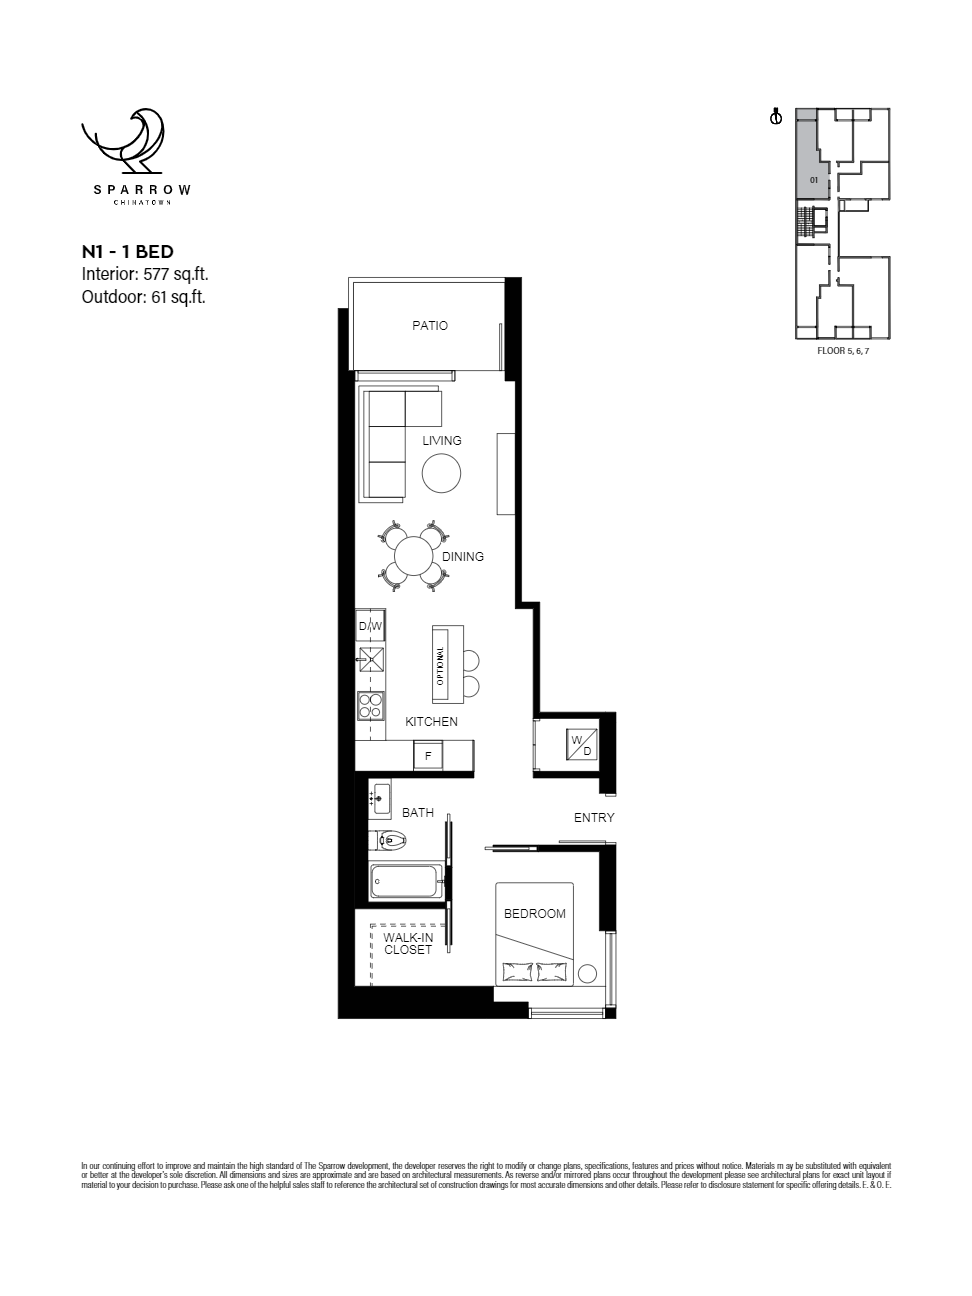 SPARROW
CHINATOWN
N1 - 1 BED
Interior: 577 sq.ft.
Outdoor: 61 sq.ft.
01
FLOOR 5, 6, 7
PATIO
LIVING
DINING
D/W
OPTIONAL
KITCHEN
F
W
D
BATH
ENTRY
BEDROOM
WALK-IN
CLOSET
In our continuing effort to improve and maintain the high standard of The Sparrow development, the developer reserves the right to modify or change plans, specifications, features and prices without notice. Materials m ay be substituted with equivalent
or better at the developer's sole discretion. All dimensions and sizes are approximate and are based on architectural measurements. As reverse and/or mirrored plans occur throughout the development please see architectural plans for exact unit layout if
material to your decision to purchase. Please ask one of the helpful sales staff to reference the architectural set of construction drawings for most accurate dimensions and other details. Please refer to disclosure statement for specific offering details. E. & O. E.